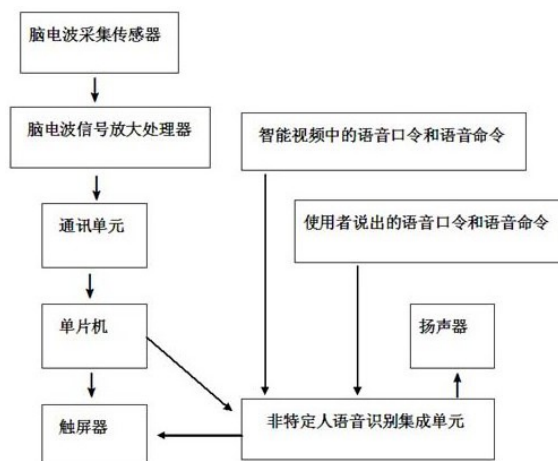 脑电波采集传感器
脑电波信号放大处理器
智能视频中的语音口令和语音命令
通讯单元
使用者说出的语音口令和语音命令
单片机
扬声器
触屏器
非特定人语音识别集成单元